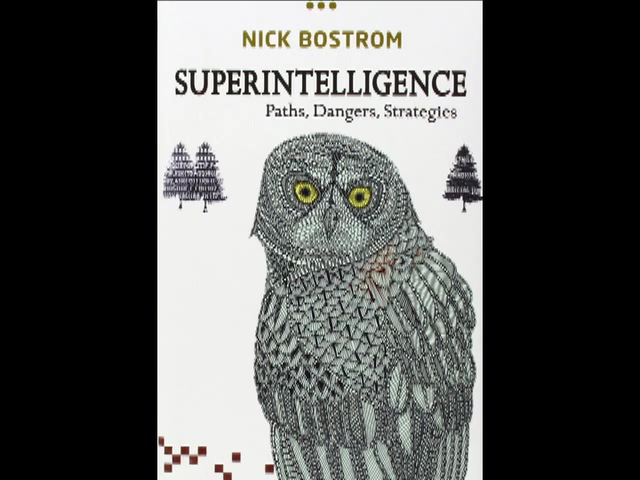 NICK BOSTROM
SUPERINTELLIGENCE
Paths, Dangers, Strategies